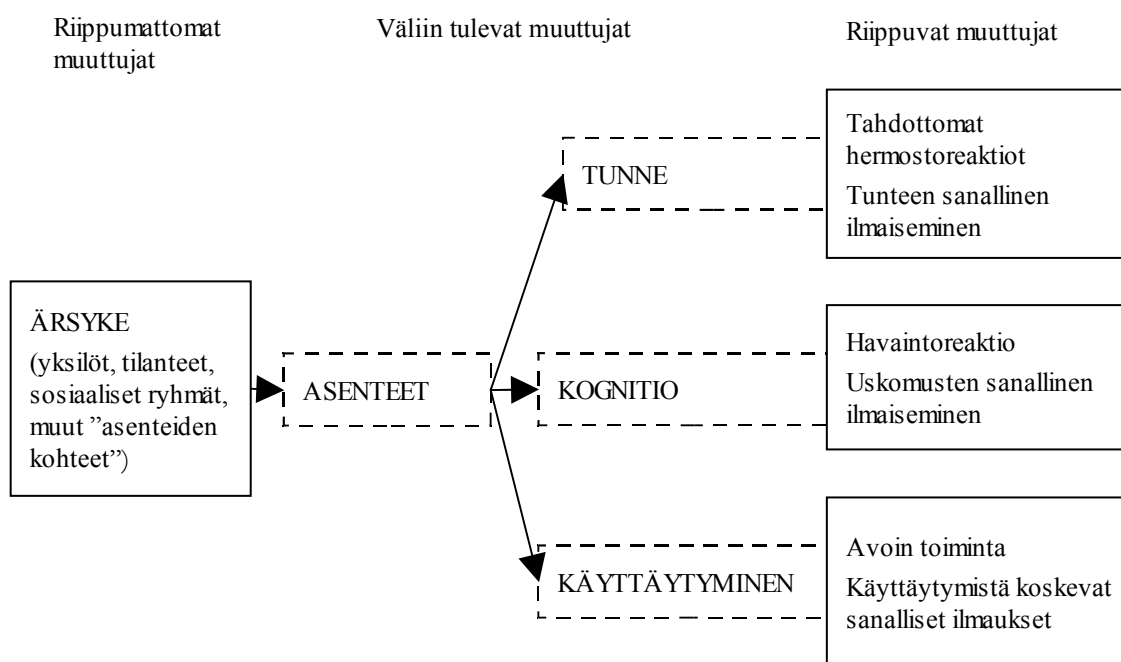 Riippumattomat
muuttujat
Väliin tulevat muuttujat
Riippuvat muuttujat
ÄRSYKE
(yksilöt, tilanteet,
sosiaaliset ryhmät,
muut ”asenteiden
kohteet”)
ASENTEET
TUNNE
Tahdottomat
hermostoreaktiot
Tunteen sanallinen
ilmaiseminen
KOGNITIO
Havaintoreaktio
Uskomusten sanallinen
ilmaiseminen
KÄYTTÄYTYMINEN
Avoin toiminta
Käyttäytymistä koskevat
sanalliset ilmaukset